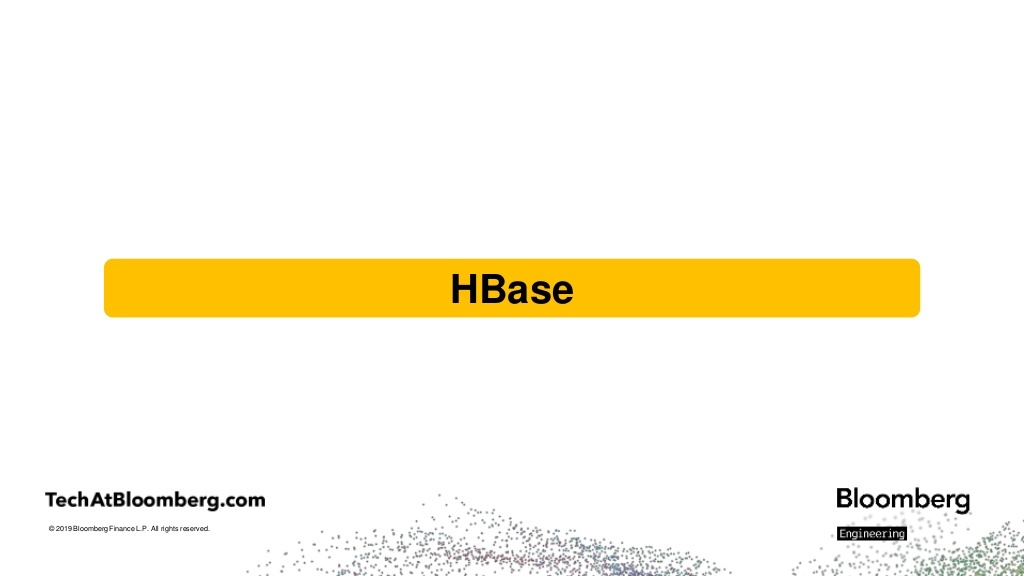 HBase
TechAtBloomberg.com
© 2019 Bloomberg Finance L.P. All rights reserved.
Bloomberg
Engineering